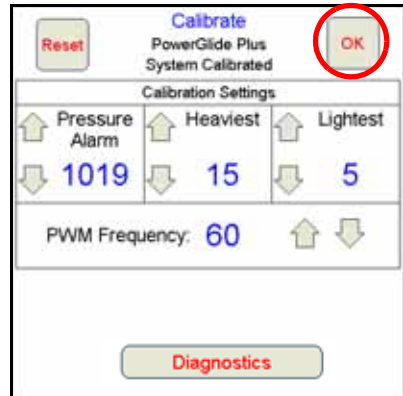 Calibrate
Reset
PowerGlide Plus
OK
System Calibrated
Calibration Settings
Pressure Alarm
Heaviest
Lightest
1019
15
5
PWM Frequency: 60
Diagnostics